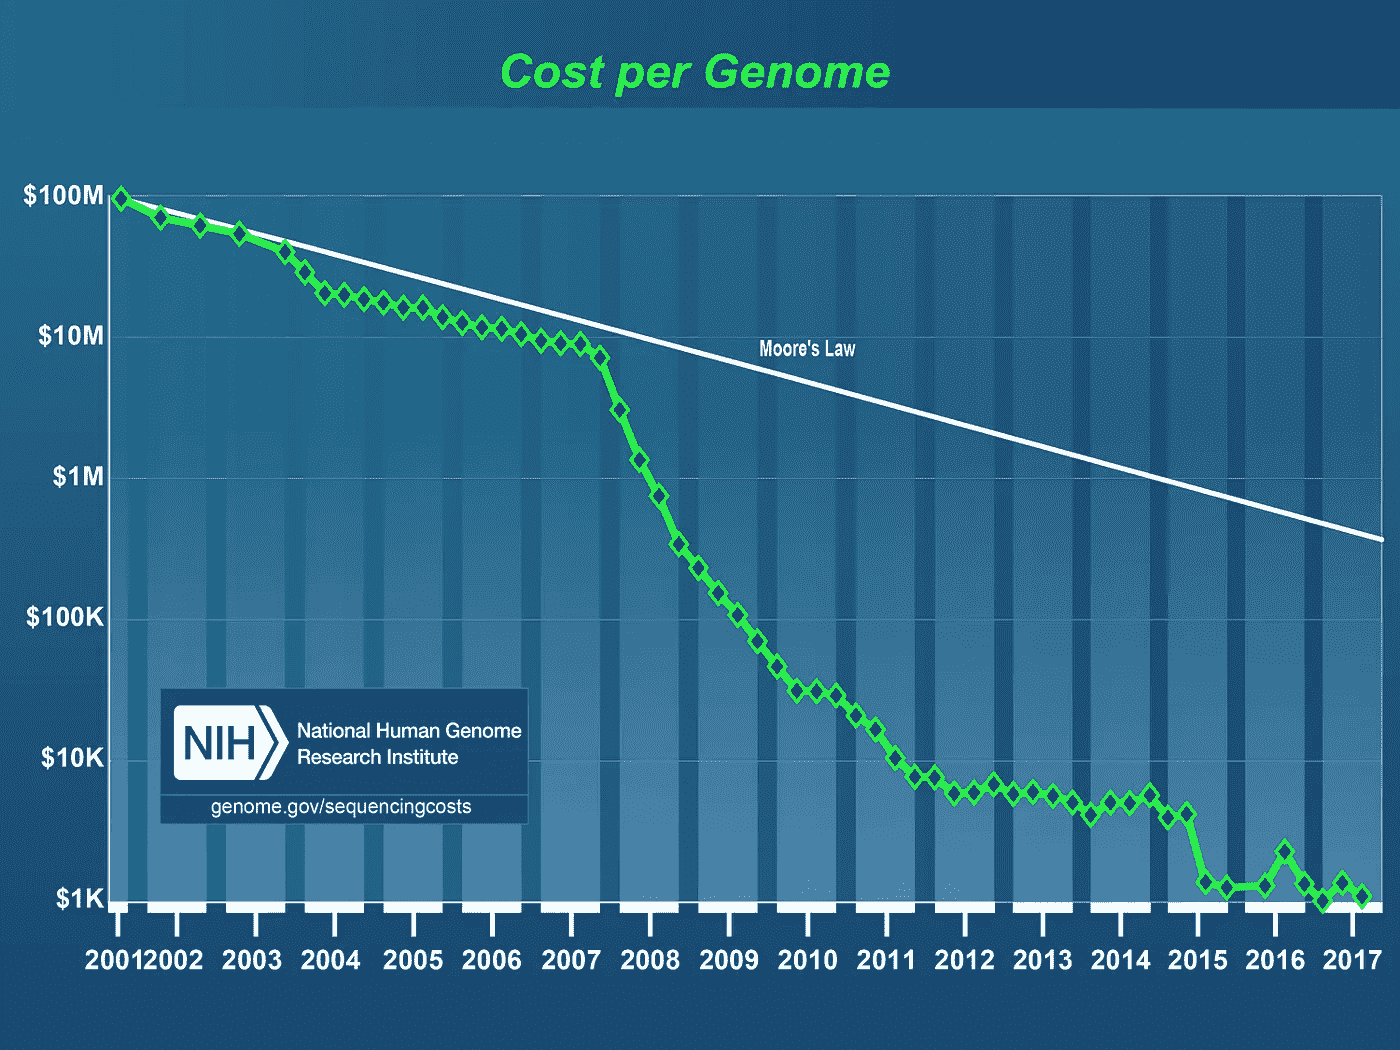 Cost per Genome
$100M
$10M
$1M
$100K
$10K
$1K
Moore's Law
NIH
National Human Genome
Research Institute
genome.gov/sequencingcosts
2001 2002 2003 2004 2005 2006 2007 2008 2009 2010 2011 2012 2013 2014 2015 2016 2017